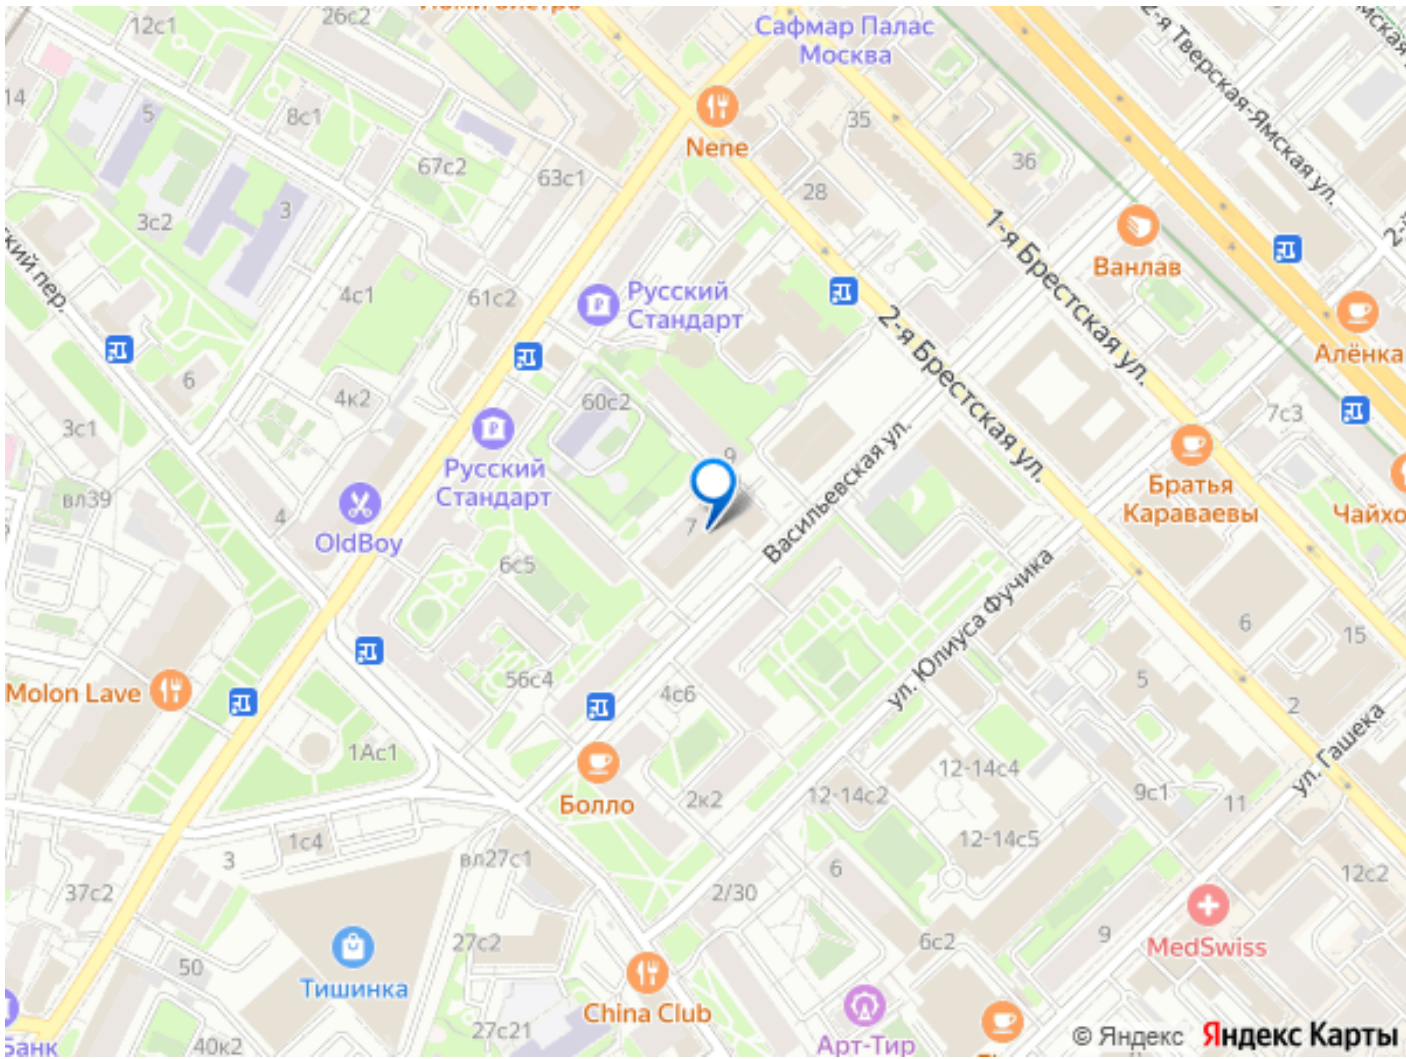 26с2
12с1
Сафмар Палас
Москва
14
5
8с1
35
2-я Тверская-Ямская ул.
Nene
67с2
63с1
36
28
3с2
3
1-я Брестская ул.
Ванлав
4с1
61с2
Русский
Стандарт
2-я Брестская ул.
Алёнка
6
4к2
60с2
7с3
3с1
9
Русский
Стандарт
Васильевская ул.
Братья
Караваевы
вл39
4
OldBoy
7
6с5
ул. Юлиуса Фучика
6
15
Molon Lave
56с4
4с6
5
2
1Ас1
ул. Гашека
Болло
2к2
12-14с4
12-14с2
9с1
11
1с4
3
вл27с1
12-14с5
6
12с2
37с2
2/30
27с2
6с2
9
MedSwiss
50
Тишинка
China Club
27с21
40к2
Арт-Тир
© Яндекс Яндекс Карты